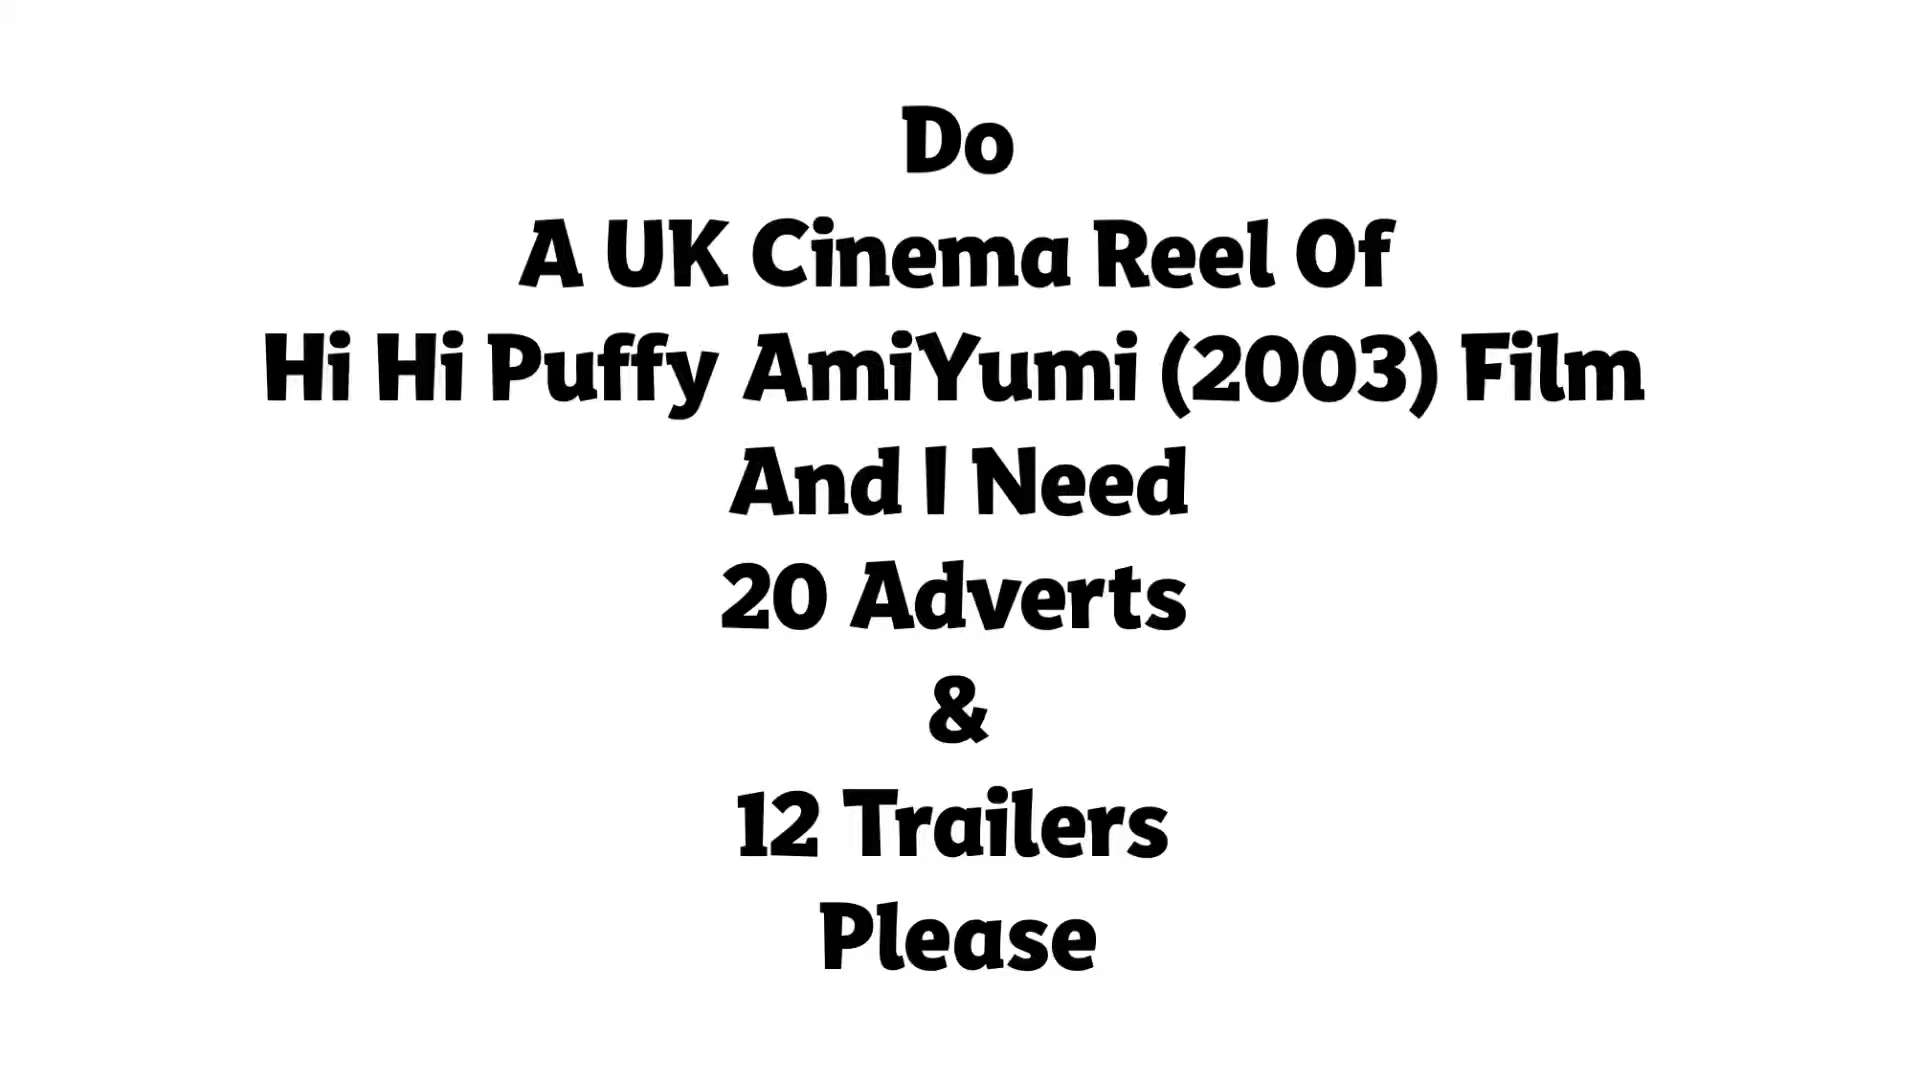 Do
A UK Cinema Reel Of
Hi Hi Puffy AmiYumi (2003) Film
And I Need
20 Adverts
&
12 Trailers
Please